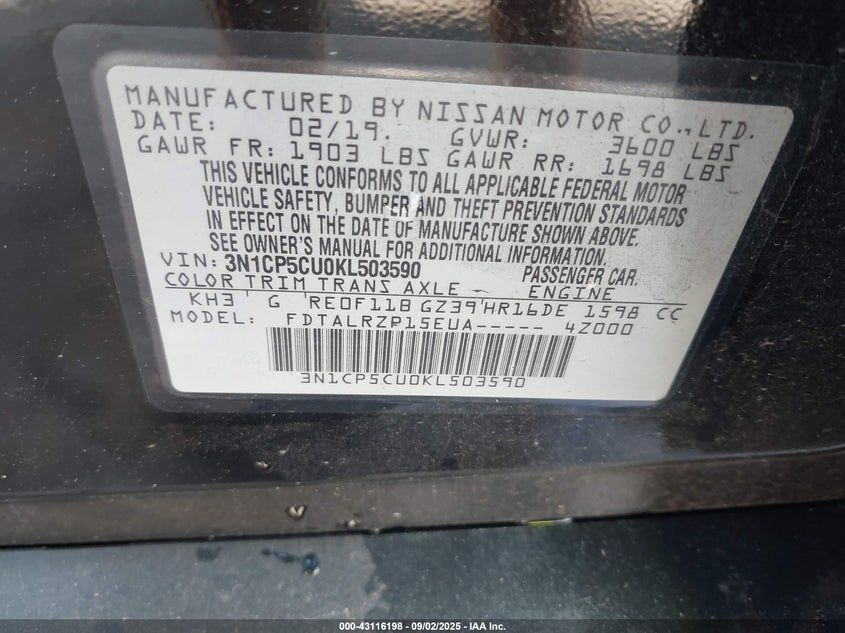 MANUFACTURED BY NISSAN MOTOR CO.,LTD.
DATE: 02/19. GVWR: 3600 LBS
GAWR FR: 1903 LBS GAWR RR: 1698 LBS
THIS VEHICLE CONFORMS TO ALL APPLICABLE FEDERAL MOTOR
VEHICLE SAFETY, BUMPER AND THEFT PREVENTION STANDARDS
IN EFFECT ON THE DATE OF MANUFACTURE SHOWN ABOVE.
SEE OWNER'S MANUAL FOR ADDITIONAL INFORMATION.
VIN: 3N1CP5CU0KL503590 PASSENGER CAR.
COLOR TRIM TRANS AXLE ENGINE
KH3 G RE0F11B GZ39 HR16DE 1598 CC
MODEL: FDTALRZP15EUA----- 4Z000
3N1CP5CU0KL503590
000-43116198 - 09/02/2025 - IAA Inc.